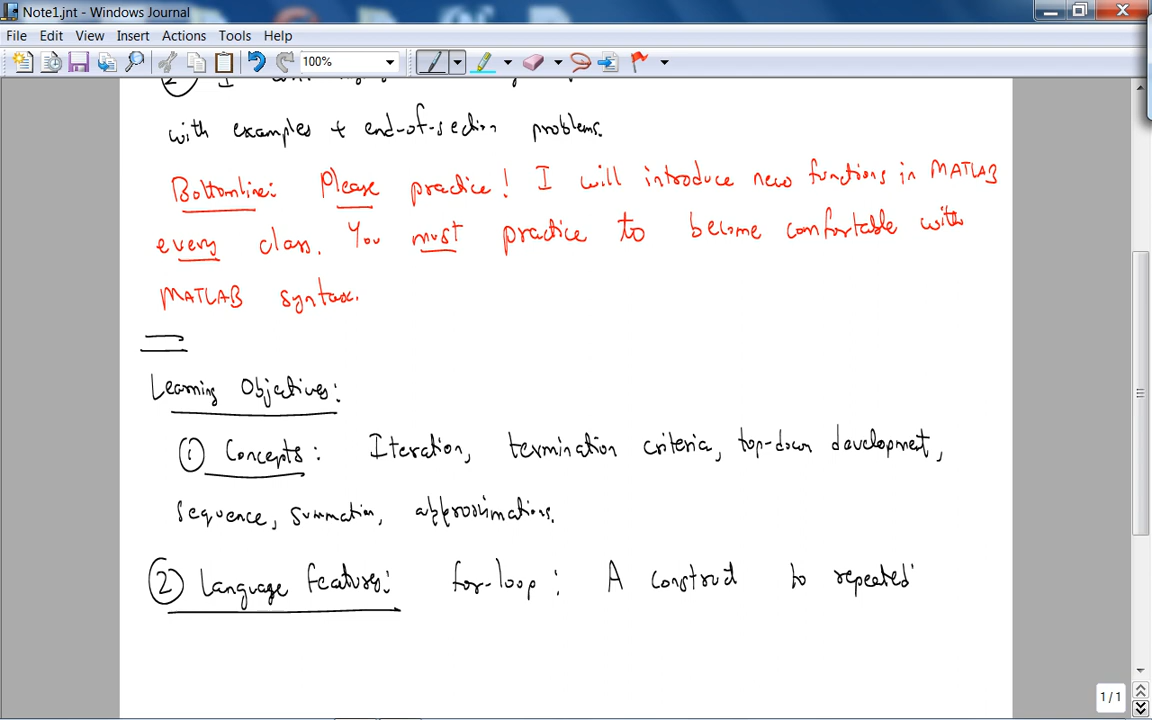 Note1.jnt - Windows Journal
File Edit View Insert Actions Tools Help
100%
with examples + end-of-section problems.
Bottomline: Please practice! I will introduce new functions in MATLAB
every class. You must practice to become comfortable with
MATLAB syntax.
Learning Objectives:
① Concepts: Iteration, termination criteria, top-down development,
Sequence, summation, approximations.
② Language Features: for-loop: A construct to repeated
1/1